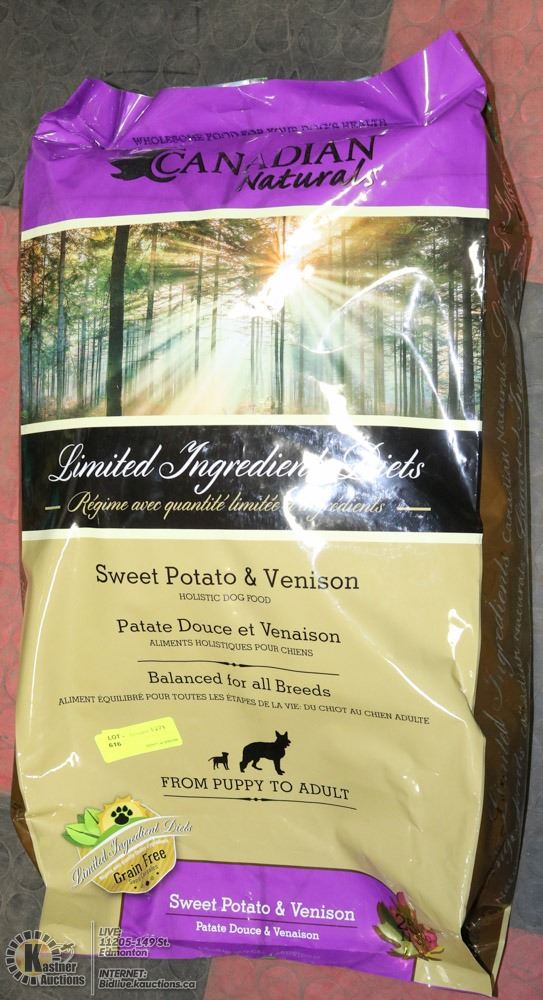 WHOLESOME FOOD FOR YOUR DOG'S HEALTH
CANADIAN
Naturals
Limited Ingredient Diets
Régime avec quantité limitée d'ingrédients
Sweet Potato & Venison
HOLISTIC DOG FOOD
Patate Douce et Venaison
ALIMENTS HOLISTIQUES POUR CHIENS
Balanced for all Breeds
ALIMENT ÉQUILIBRÉ POUR TOUTES LES ÉTAPES DE LA VIE: DU CHIOT AU CHIEN ADULTE
LOT
616
FROM PUPPY TO ADULT
Limited Ingredient Diets
Grain Free
Sweet Potato & Venison
Patate Douce & Venaison
Kastner
Auctions
LIVE:
11205-149 St.
Edmonton
INTERNET:
Bidlive.kauctions.ca